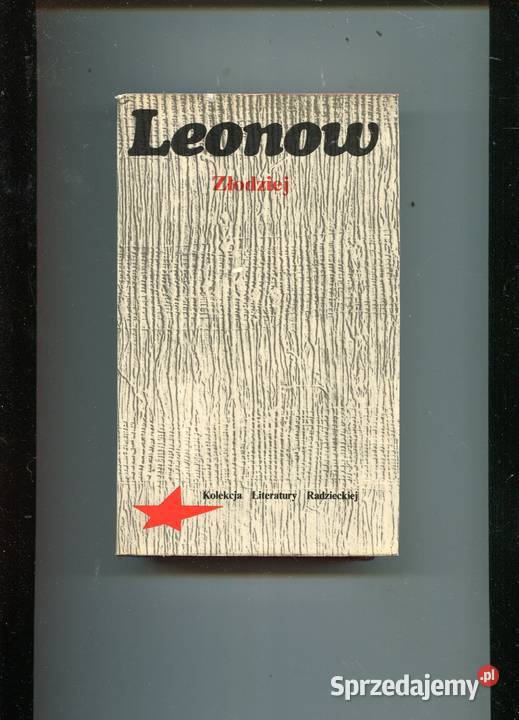 Leonow
Złodziej
Kolekcja Literatury Radzieckiej
Sprzedajemy.pl